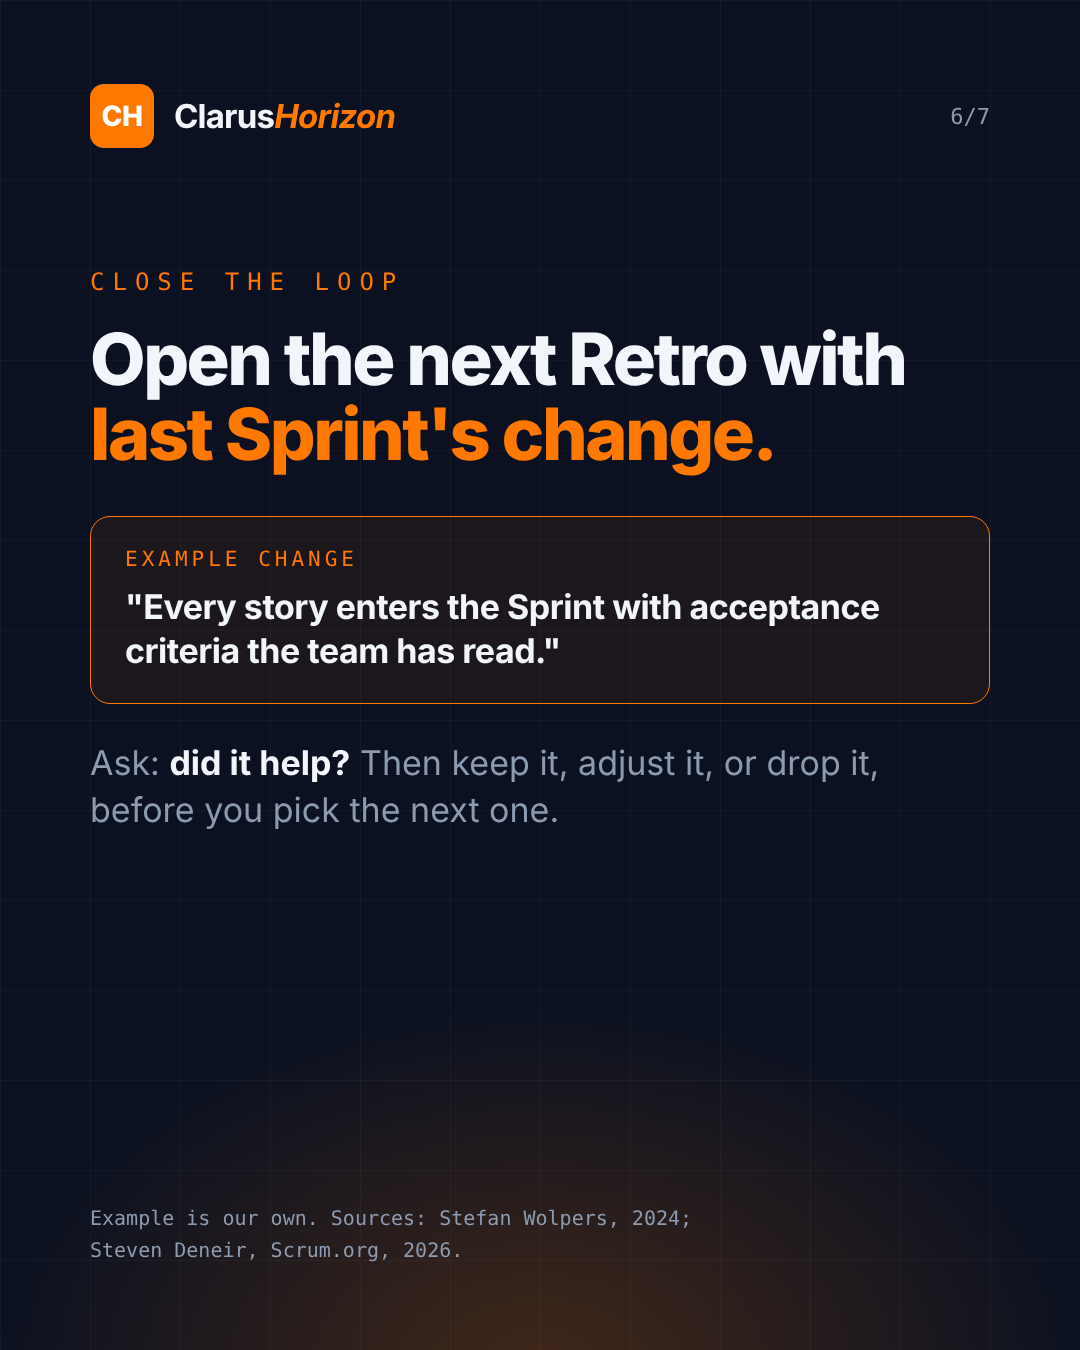 CH
ClarusHorizon
6/7
CLOSE THE LOOP
Open the next Retro with
last Sprint's change.
EXAMPLE CHANGE
"Every story enters the Sprint with acceptance
criteria the team has read."
Ask: did it help? Then keep it, adjust it, or drop it,
before you pick the next one.
Example is our own. Sources: Stefan Wolpers, 2024;
Steven Deneir, Scrum.org, 2026.